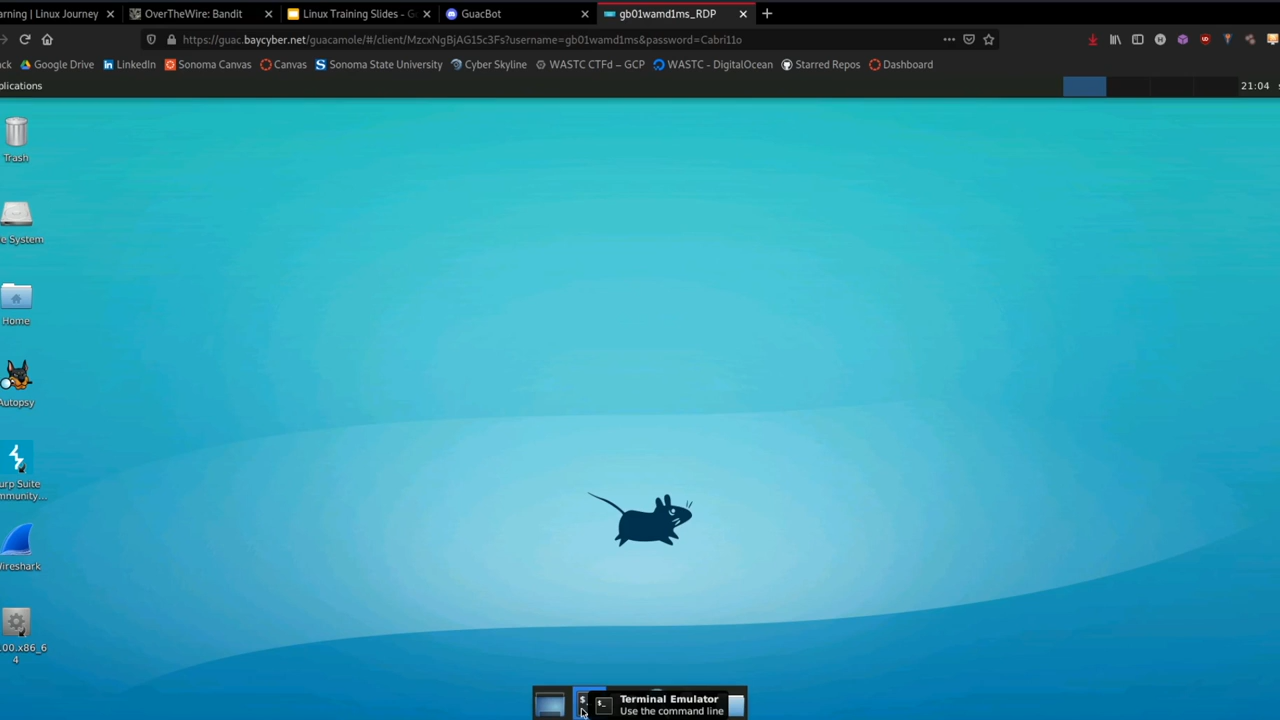 arning | Linux Journey
OverTheWire: Bandit
Linux Training Slides - G
GuacBot
gb01wamd1ms_RDP
https://guac.baycyber.net/guacamole/#/client/MzcxNgBjAG15c3Fs?username=gb01wamd1ms&password=Cabri11o
ck
Google Drive
LinkedIn
Sonoma Canvas
Canvas
Sonoma State University
Cyber Skyline
WASTC CTFd – GCP
WASTC - DigitalOcean
Starred Repos
Dashboard
plications
21:04
Trash
e System
Home
Autopsy
urp Suite
mmunity...
ireshark
.00.x86_6
4
Terminal Emulator
Use the command line